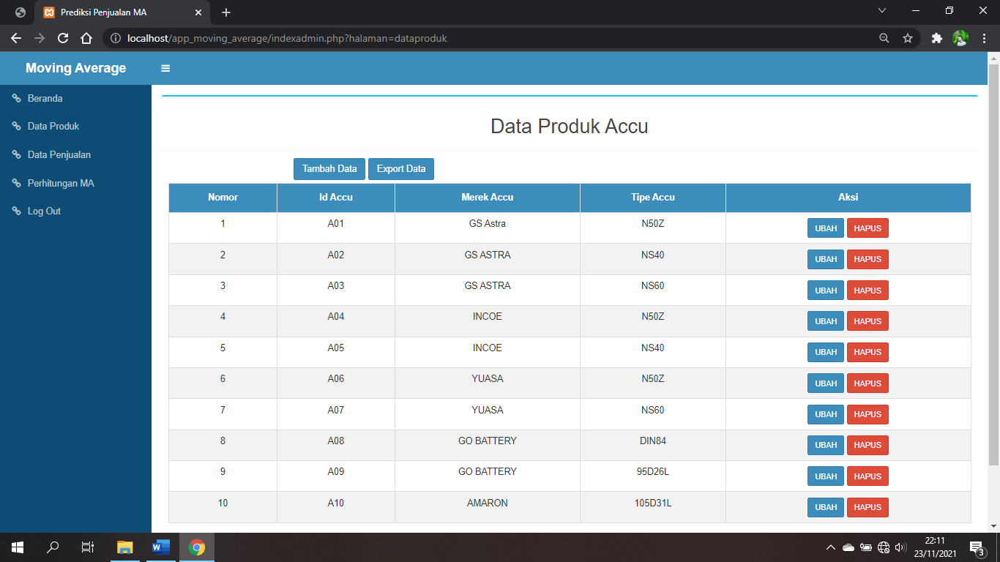 Prediksi Penjualan MA
localhost/app_moving_average/indexadmin.php?halaman=dataproduk
Moving Average
Beranda
Data Produk
Data Penjualan
Perhitungan MA
Log Out
Data Produk Accu
Tambah Data Export Data
Nomor Id Accu Merek Accu Tipe Accu Aksi
1 A01 GS Astra N50Z UBAH HAPUS
2 A02 GS ASTRA NS40 UBAH HAPUS
3 A03 GS ASTRA NS60 UBAH HAPUS
4 A04 INCOE N50Z UBAH HAPUS
5 A05 INCOE NS40 UBAH HAPUS
6 A06 YUASA N50Z UBAH HAPUS
7 A07 YUASA NS60 UBAH HAPUS
8 A08 GO BATTERY DIN84 UBAH HAPUS
9 A09 GO BATTERY 95D26L UBAH HAPUS
10 A10 AMARON 105D31L UBAH HAPUS
22:11
23/11/2021
3